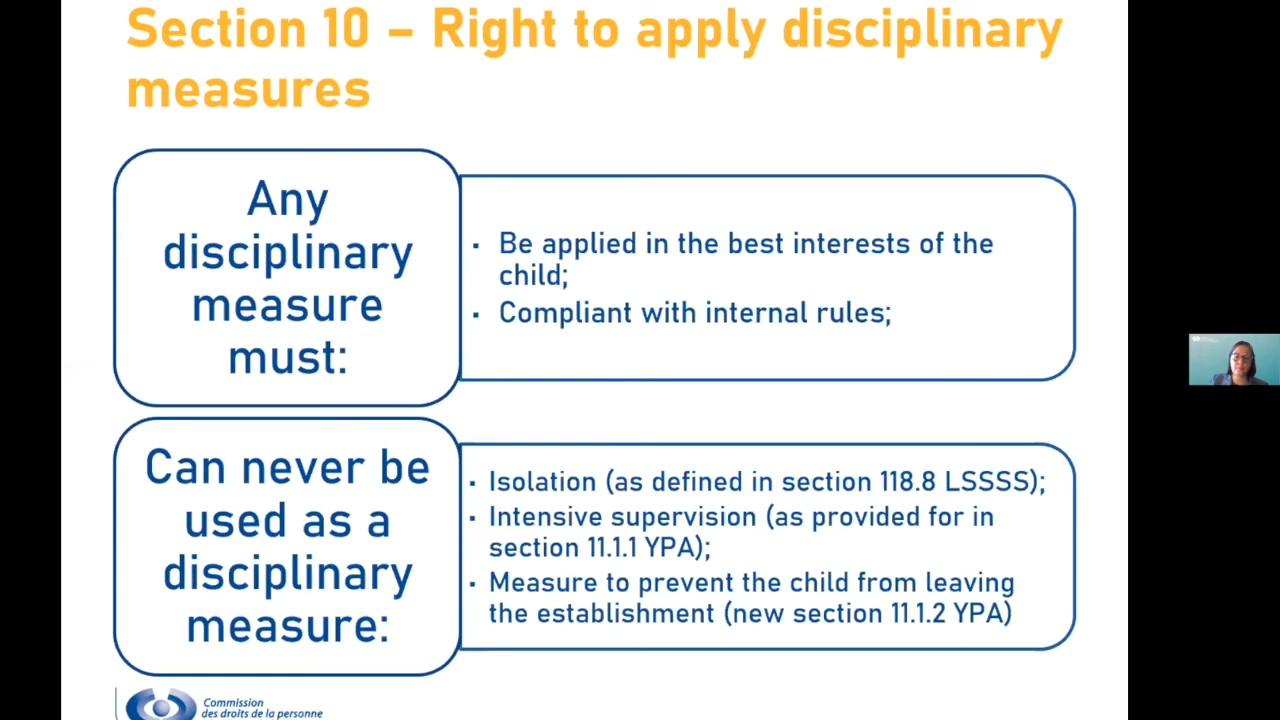 Section 10 – Right to apply disciplinary
measures
Any
disciplinary
measure
must:
▪ Be applied in the best interests of the
child;
▪ Compliant with internal rules;
Can never be
used as a
disciplinary
measure:
▪ Isolation (as defined in section 118.8 LSSSS);
▪ Intensive supervision (as provided for in
section 11.1.1 YPA);
▪ Measure to prevent the child from leaving
the establishment (new section 11.1.2 YPA)
Commission
des droits de la personne